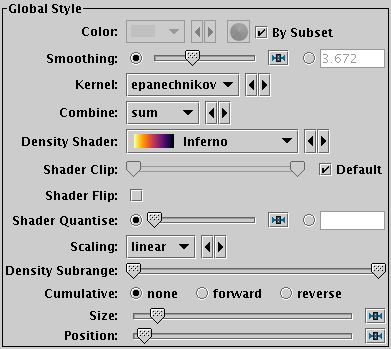 Global Style
Color: By Subset
Smoothing: 3.672
Kernel: epanechnikov
Combine: sum
Density Shader: Inferno
Shader Clip: Default
Shader Flip:
Shader Quantise:
Scaling: linear
Density Subrange:
Cumulative: none forward reverse
Size:
Position: